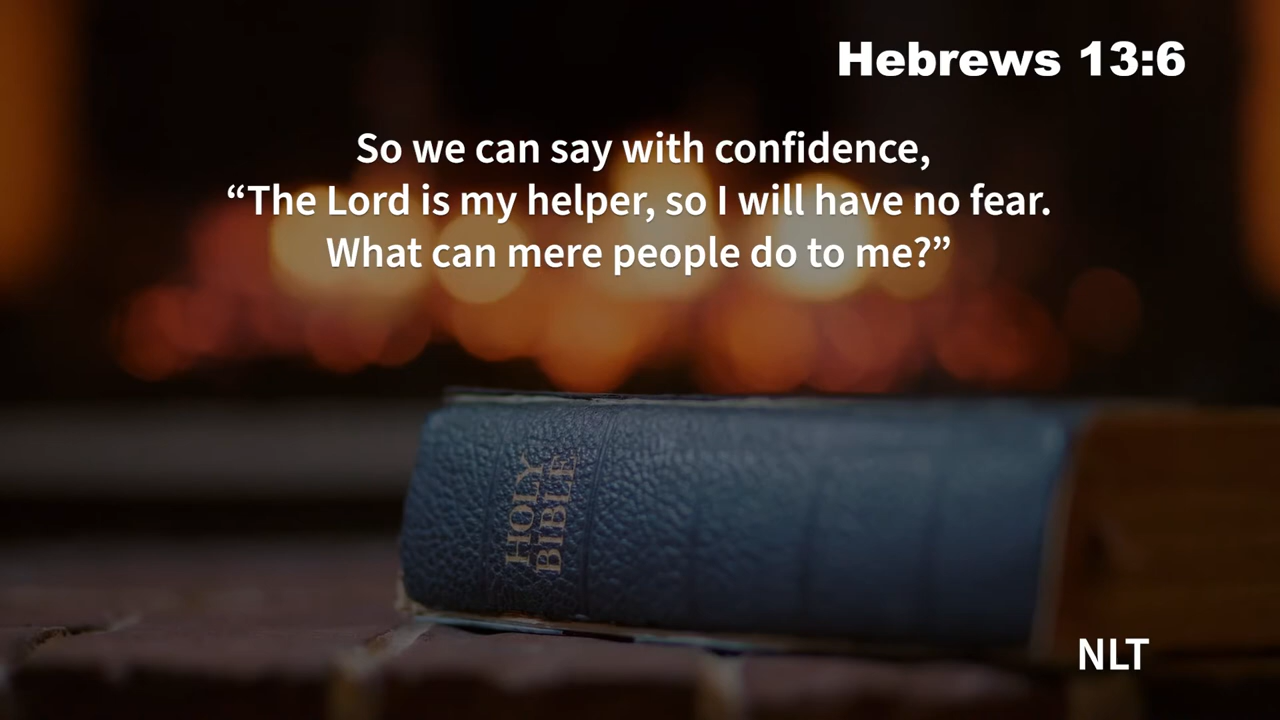 Hebrews 13:6
So we can say with confidence,
“The Lord is my helper, so I will have no fear.
What can mere people do to me?”
HOLY
BIBLE
NLT